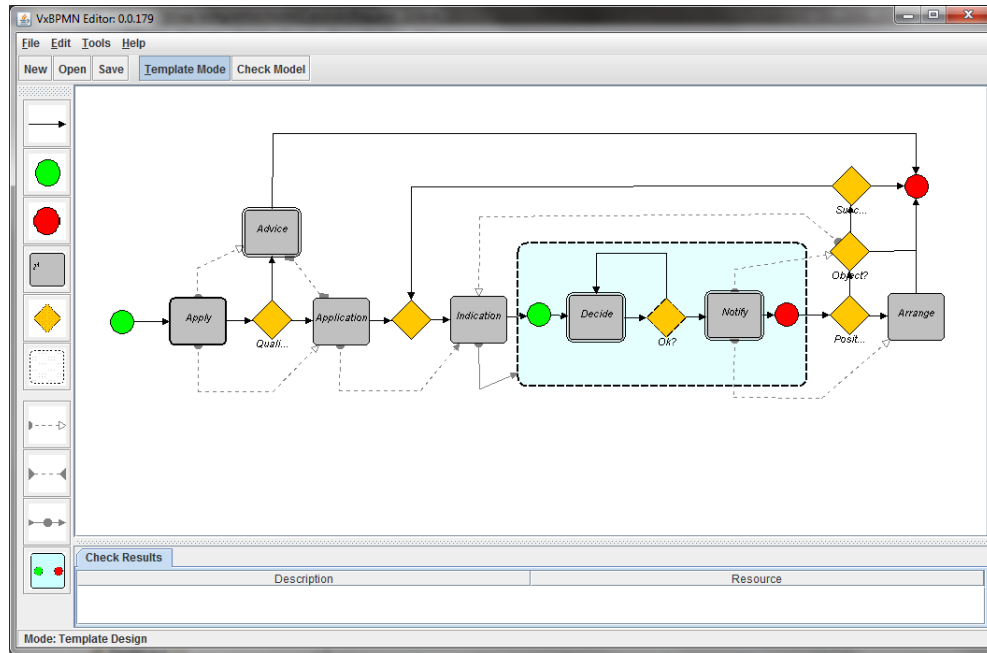 VxBPMN Editor: 0.0.179
File Edit Tools Help
New Open Save Template Mode Check Model
Succ...
Advice
Object?
Apply
Application
Indication
Decide
Notify
Arrange
Quali...
Ok?
Posit...
Check Results
Description Resource
Mode: Template Design